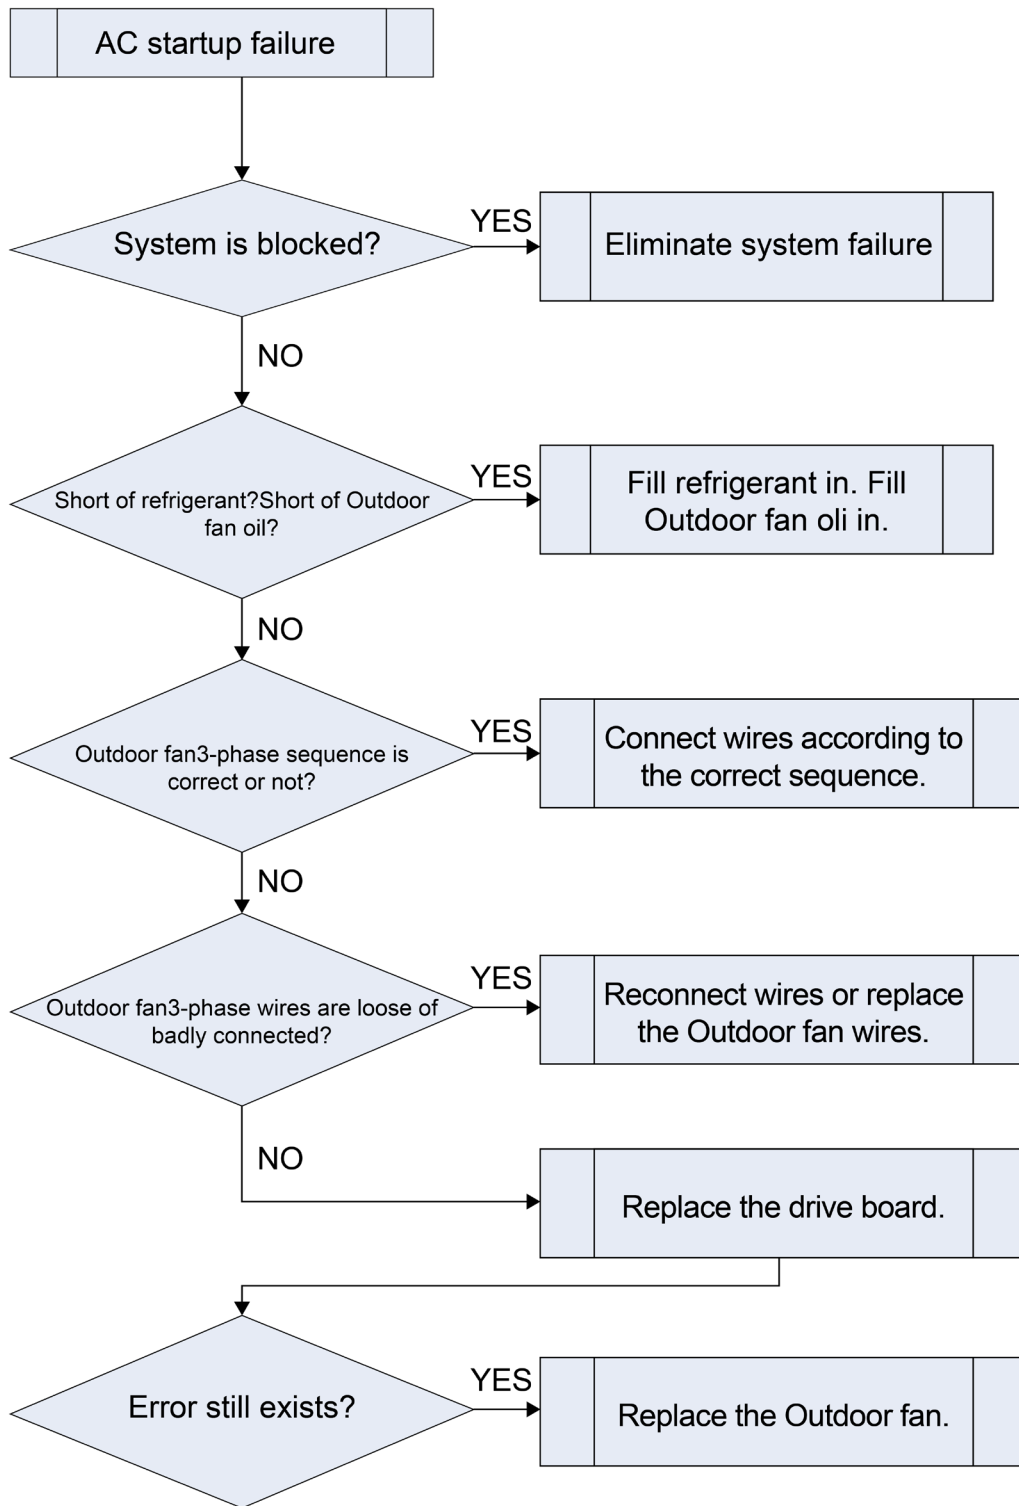 AC startup failure
System is blocked?
YES
Eliminate system failure
NO
Short of refrigerant?Short of Outdoor
fan oil?
YES
Fill refrigerant in. Fill
Outdoor fan oli in.
NO
Outdoor fan3-phase sequence is
correct or not?
YES
Connect wires according to
the correct sequence.
NO
Outdoor fan3-phase wires are loose of
badly connected?
YES
Reconnect wires or replace
the Outdoor fan wires.
NO
Replace the drive board.
Error still exists?
YES
Replace the Outdoor fan.